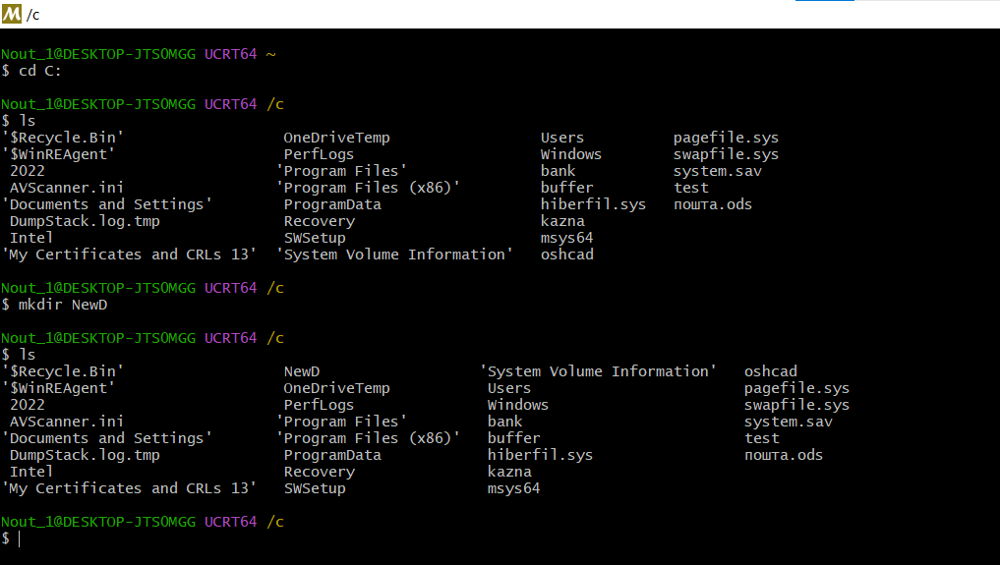 M /c
Nout_1@DESKTOP-JTS0MGG UCRT64 ~
$ cd C:
Nout_1@DESKTOP-JTS0MGG UCRT64 /c
$ ls
'$Recycle.Bin' OneDriveTemp Users pagefile.sys
'$WinREAgent' PerfLogs Windows swapfile.sys
2022 'Program Files' bank system.sav
AVScanner.ini 'Program Files (x86)' buffer test
'Documents and Settings' ProgramData hiberfil.sys пошта.ods
DumpStack.log.tmp Recovery kazna
Intel SWSetup msys64
'My Certificates and CRLs 13' 'System Volume Information' oshcad
Nout_1@DESKTOP-JTS0MGG UCRT64 /c
$ mkdir NewD
Nout_1@DESKTOP-JTS0MGG UCRT64 /c
$ ls
'$Recycle.Bin' NewD 'System Volume Information' oshcad
'$WinREAgent' OneDriveTemp Users pagefile.sys
2022 PerfLogs Windows swapfile.sys
AVScanner.ini 'Program Files' bank system.sav
'Documents and Settings' 'Program Files (x86)' buffer test
DumpStack.log.tmp ProgramData hiberfil.sys пошта.ods
Intel Recovery kazna
'My Certificates and CRLs 13' SWSetup msys64
Nout_1@DESKTOP-JTS0MGG UCRT64 /c
$